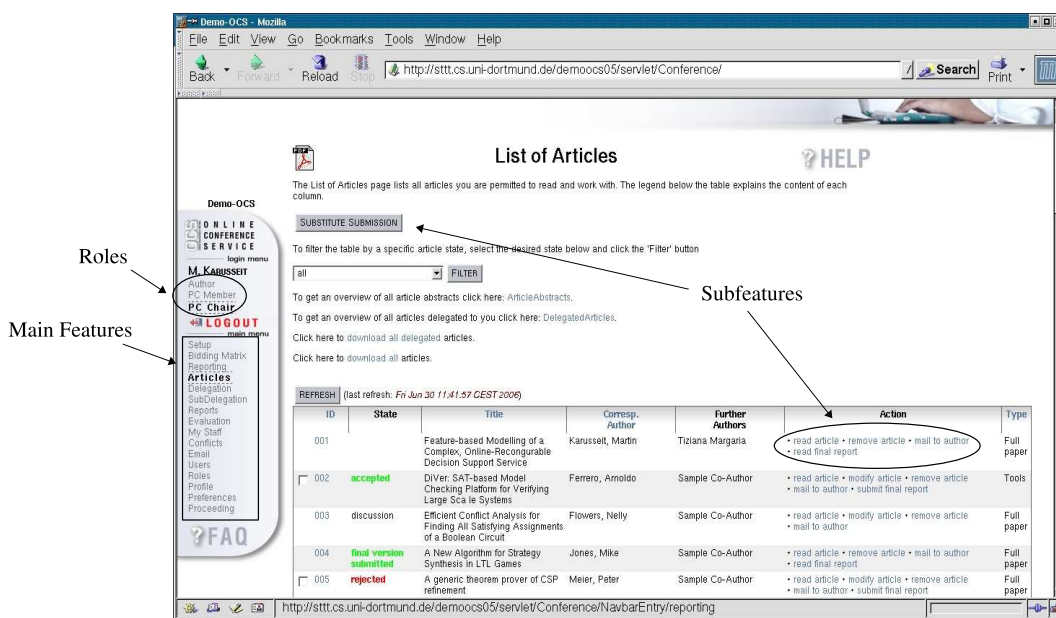 Demo-OCS - Mozilla
File Edit View Go Bookmarks Tools Window Help
Back Forward Reload Stop http://sttt.cs.uni-dortmund.de/democs05/servlet/Conference/ Search Print
List of Articles
HELP
The List of Articles page lists all articles you are permitted to read and work with. The legend below the table explains the content of each
column.
SUBSTITUTE SUBMISSION
To filter the table by a specific article state, select the desired state below and click the 'Filter' button
all FILTER
To get an overview of all article abstracts click here: ArticleAbstracts.
To get an overview of all articles delegated to you click here: DelegatedArticles.
Click here to download all delegated articles.
Click here to download all articles.
REFRESH (last refresh: Fri Jun 30 11:41:57 CEST 2006)
Demo-OCS
OCS
ONLINE
CONFERENCE
SERVICE
login menu
M. KARUSSEIT
Author
PC Member
PC Chair
LOGOUT
main menu
Setup
Bidding Matrix
Reporting
Articles
Delegation
SubDelegation
Reports
Evaluation
My Staff
Conflicts
Email
Users
Roles
Profile
Preferences
Proceeding
FAQ
Roles
Main Features
Subfeatures
ID State Title Corresp. Author Further Authors Action Type
001 Feature-based Modelling of a Karusseit, Martin Tiziana Margaria • read article • remove article • mail to author Full
Complex, Online-Recongurable • read final report paper
Decision Support Service
002 accepted DiVer: SAT-based Model Ferrero, Arnoldo Sample Co-Author • read article • modify article • remove article Tools
Checking Platform for Verifying • mail to author • submit final report
Large Sca le Systems
003 discussion Efficient Conflict Analysis for Flowers, Nelly Sample Co-Author • read article • modify article • remove article Full
Finding All Satisfying Assignments • mail to author paper
of a Boolean Circuit
004 final version A New Algorithm for Strategy Jones, Mike Sample Co-Author • read article • remove article • mail to author Full
submitted Synthesis in LTL Games • read final report paper
005 rejected A generic theorem prover of CSP Meier, Peter Sample Co-Author • read article • modify article • remove article Full
refinement • mail to author • submit final report paper
http://sttt.cs.uni-dortmund.de/democs05/servlet/Conference/NavbarEntry/reporting